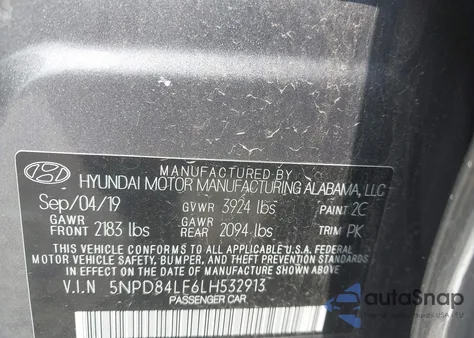 MANUFACTURED BY
HYUNDAI MOTOR MANUFACTURING ALABAMA, LLC
Sep/04/19 GVWR 3924 lbs PAINT 2C
GAWR FRONT 2183 lbs GAWR REAR 2094 lbs TRIM PK
THIS VEHICLE CONFORMS TO ALL APPLICABLE U.S.A. FEDERAL
MOTOR VEHICLE SAFETY, BUMPER, AND THEFT PREVENTION STANDARDS
IN EFFECT ON THE DATE OF MANUFACTURE SHOWN ABOVE.
V.I.N 5NPD84LF6LH532913
PASSENGER CAR
AutoSnap